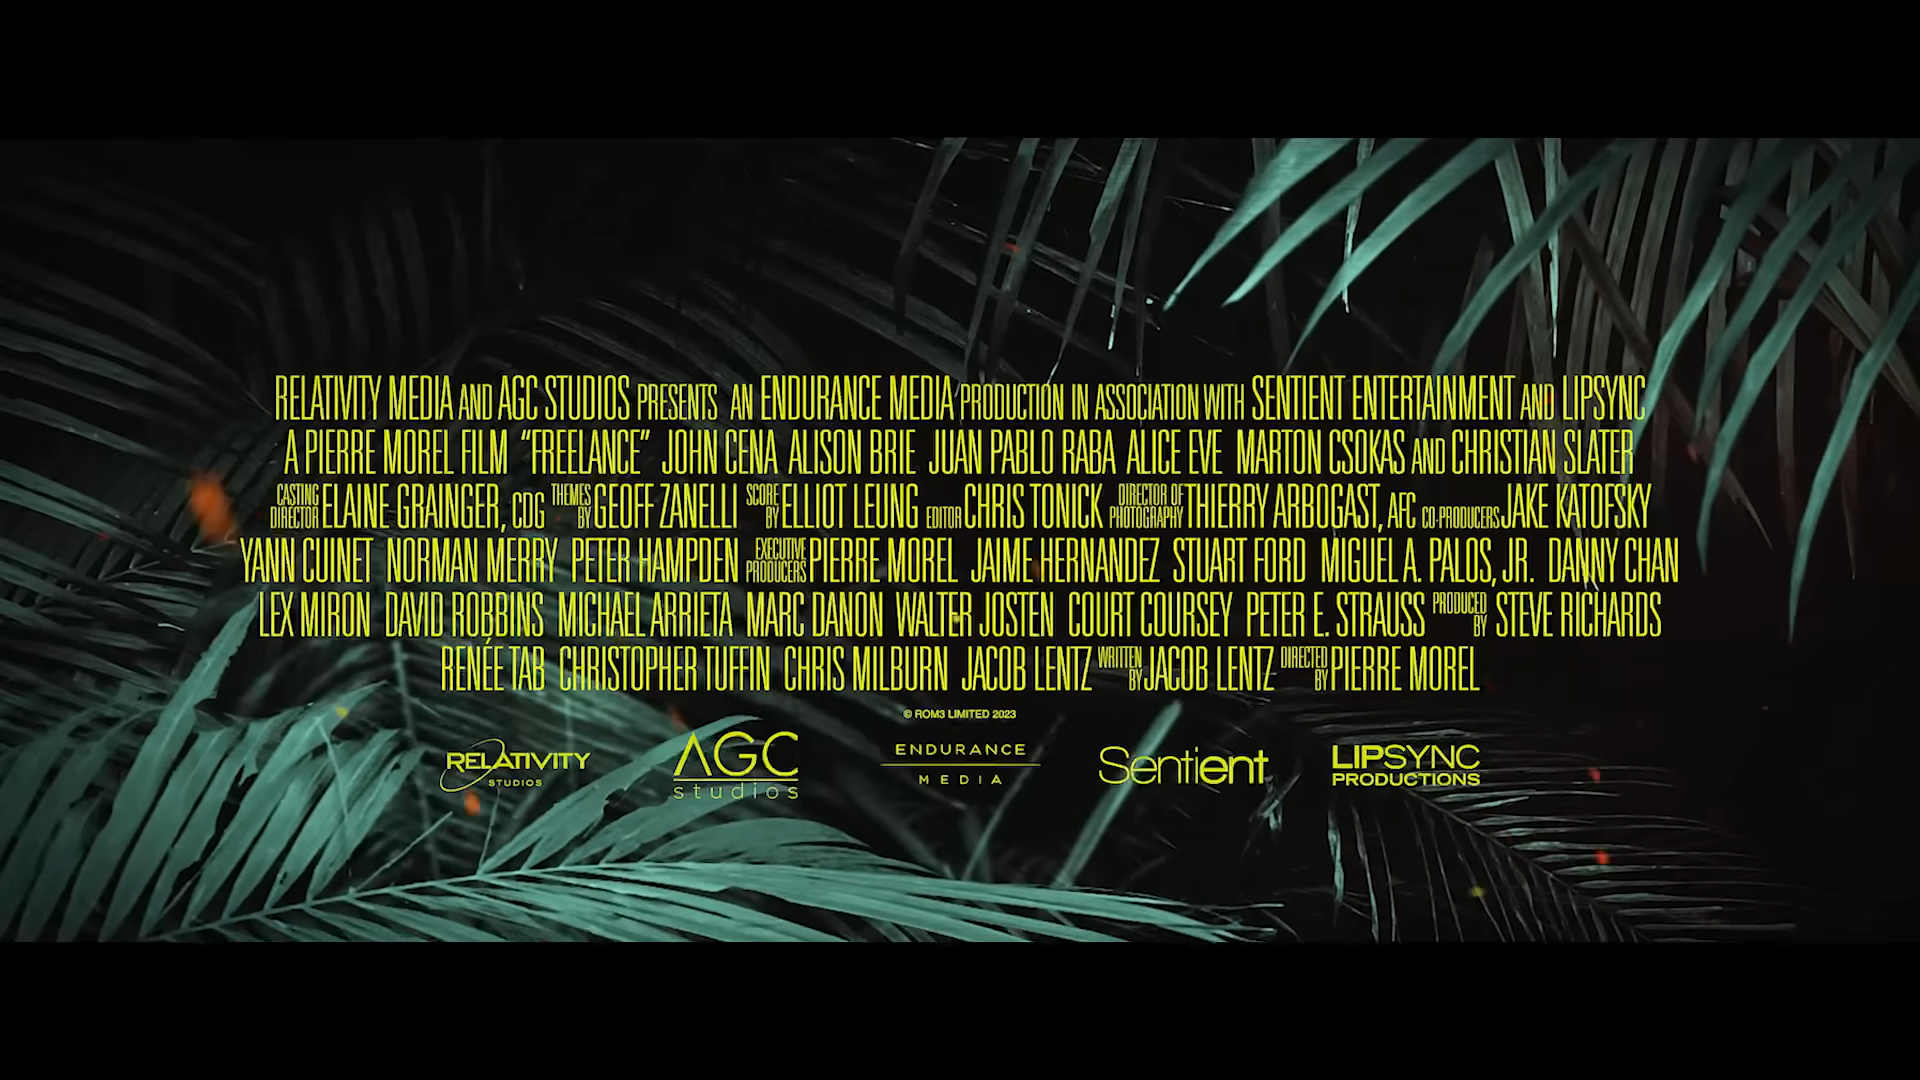 RELATIVITY MEDIA AND AGC STUDIOS PRESENTS AN ENDURANCE MEDIA PRODUCTION IN ASSOCIATION WITH SENTIENT ENTERTAINMENT AND LIPSYNC
A PIERRE MOREL FILM “FREELANCE” JOHN CENA ALISON BRIE JUAN PABLO RABA ALICE EVE MARTON CSOKAS AND CHRISTIAN SLATER
CASTING DIRECTOR ELAINE GRAINGER, CDG THEMES BY GEOFF ZANELLI SCORE BY ELLIOT LEUNG EDITOR CHRIS TONICK DIRECTOR OF PHOTOGRAPHY THIERRY ARBOGAST, AFC CO-PRODUCERS JAKE KATOFSKY
YANN CUINET NORMAN MERRY PETER HAMPDEN EXECUTIVE PRODUCERS PIERRE MOREL JAIME HERNANDEZ STUART FORD MIGUEL A. PALOS, JR. DANNY CHAN
LEX MIRON DAVID ROBBINS MICHAEL ARRIETA MARC DANON WALTER JOSTEN COURT COURSEY PETER E. STRAUSS PRODUCED BY STEVE RICHARDS
RENÉE TAB CHRISTOPHER TUFFIN CHRIS MILBURN JACOB LENTZ WRITTEN BY JACOB LENTZ DIRECTED BY PIERRE MOREL
© ROM3 LIMITED 2023
RELATIVITY STUDIOS
AGC studios
ENDURANCE MEDIA
Sentient
LIPSYNC PRODUCTIONS